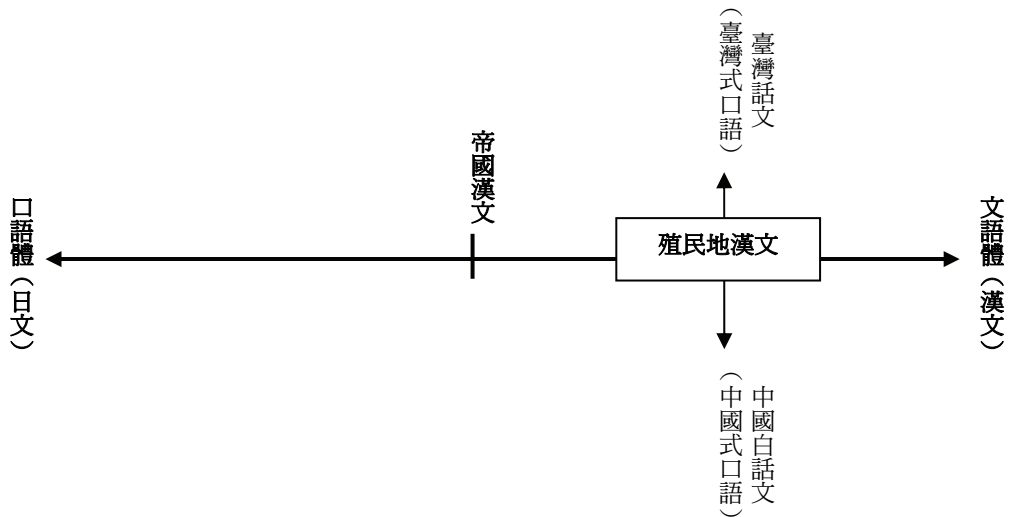 臺灣話文
（臺灣式口語）
帝國漢文
口語體（日文）
殖民地漢文
文語體（漢文）
中國白話文
（中國式口語）